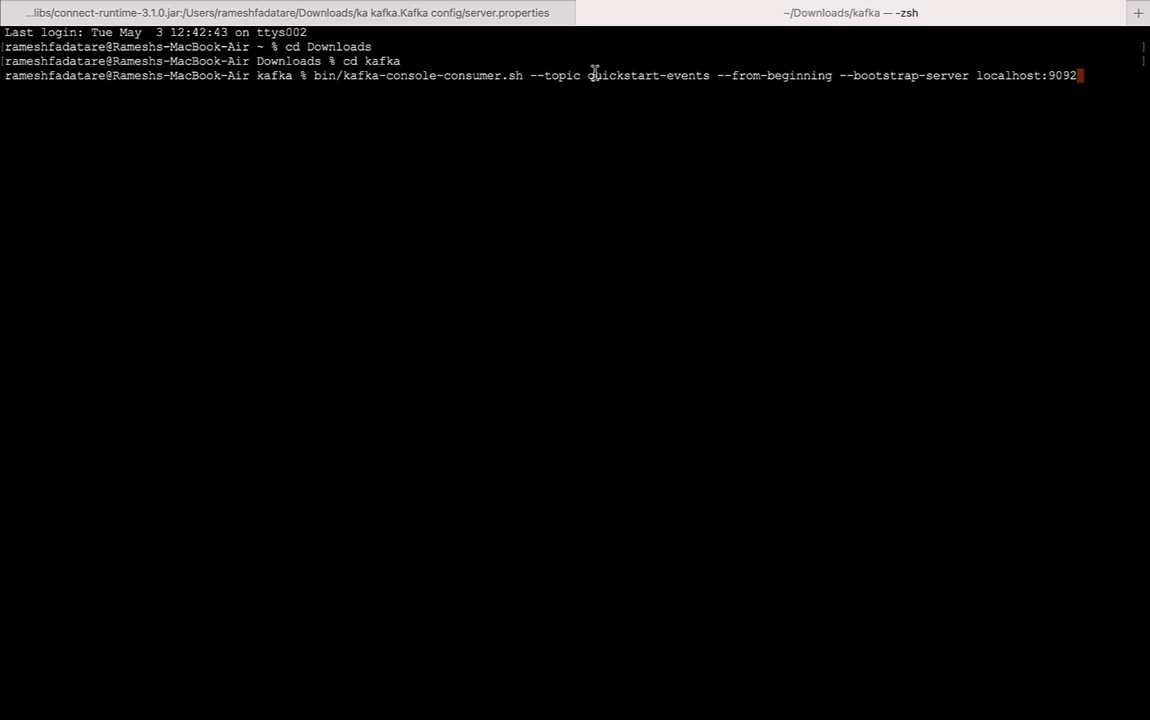 ...libs/connect-runtime-3.1.0.jar:/Users/rameshfadatare/Downloads/ka kafka.Kafka config/server.properties
~/Downloads/kafka — -zsh
Last login: Tue May  3 12:42:43 on ttys002
[rameshfadatare@Rameshs-MacBook-Air ~ % cd Downloads ]
[rameshfadatare@Rameshs-MacBook-Air Downloads % cd kafka ]
rameshfadatare@Rameshs-MacBook-Air kafka % bin/kafka-console-consumer.sh --topic quickstart-events --from-beginning --bootstrap-server localhost:9092